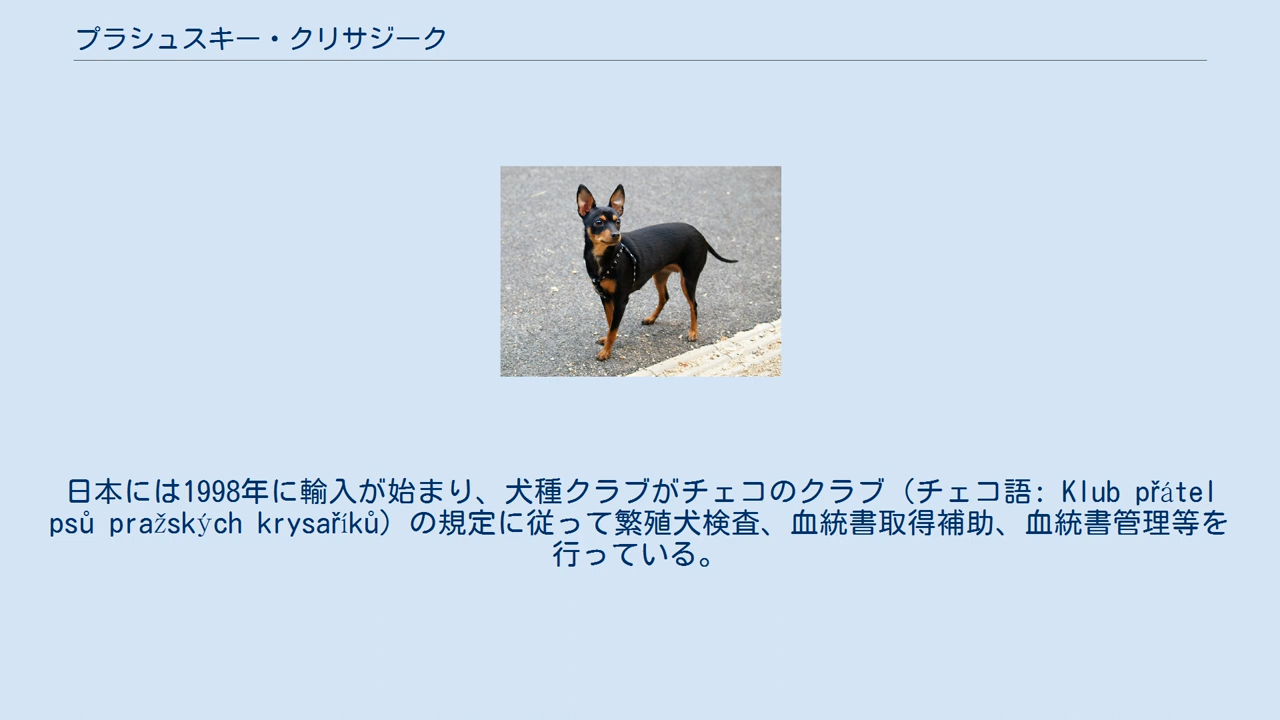 プラシュスキー・クリサジーク
日本には1998年に輸入が始まり、犬種クラブがチェコのクラブ（チェコ語: Klub přátel
psů pražských krysaříků）の規定に従って繁殖犬検査、血統書取得補助、血統書管理等を
行っている。